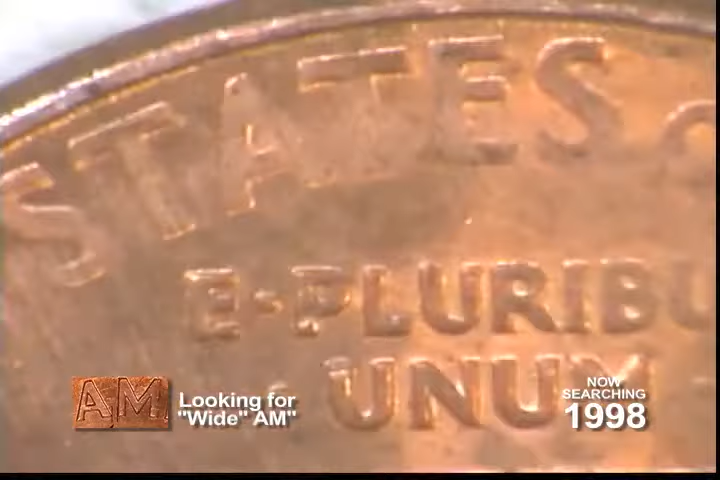 STATES O
E·PLURIBU
UNUM
AM
Looking for
"Wide" AM"
NOW
SEARCHING
1998